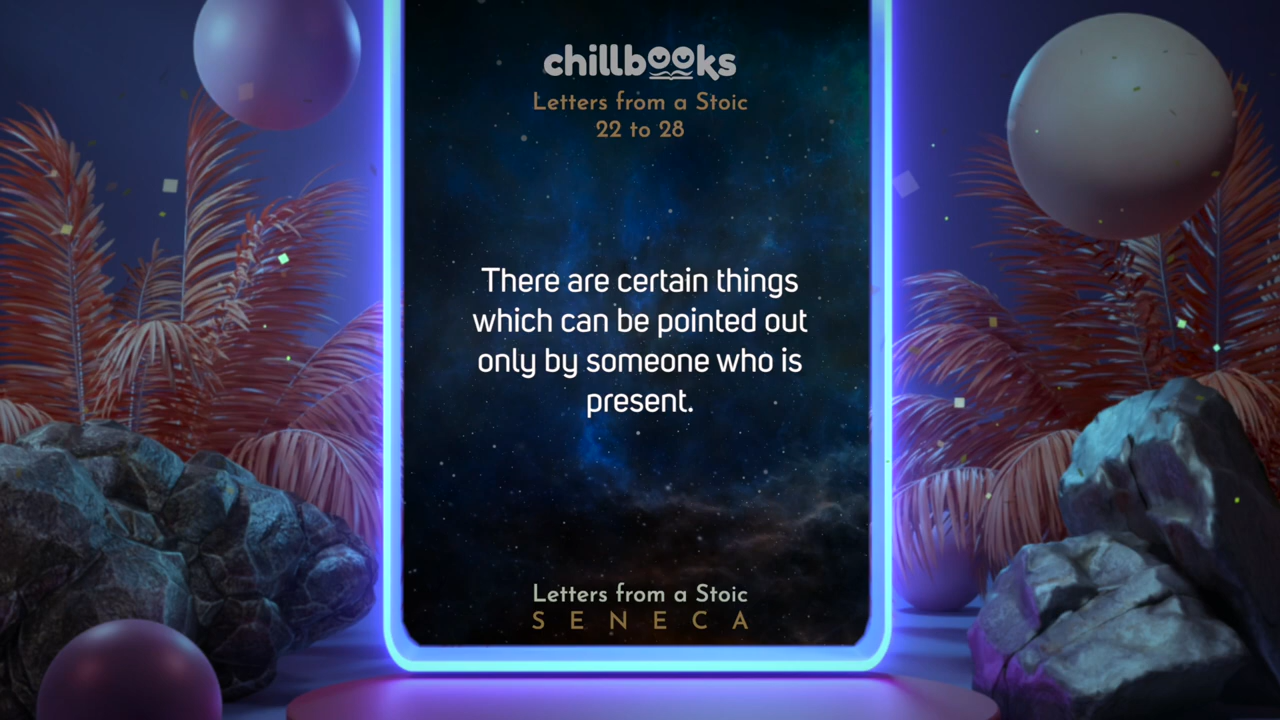 chillbooks
Letters from a Stoic
22 to 28
There are certain things
which can be pointed out
only by someone who is
present.
Letters from a Stoic
SENECA